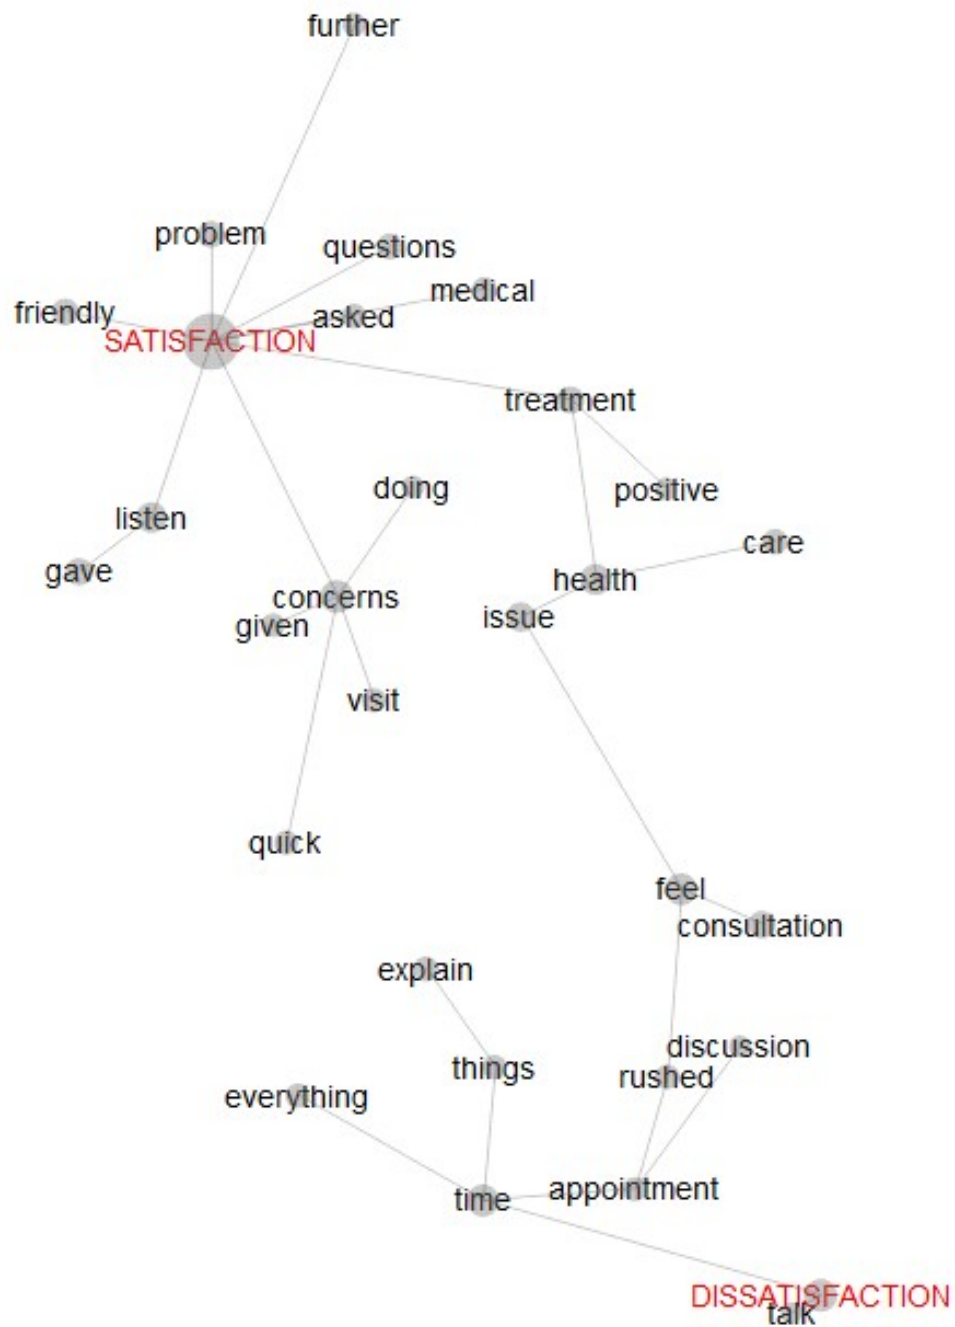 further
problem
questions
medical
friendly
asked
SATISFACTION
treatment
doing
positive
listen
care
gave
health
concerns
issue
given
visit
quick
feel
consultation
explain
discussion
things
rushed
everything
appointment
time
DISSATISFACTION
talk